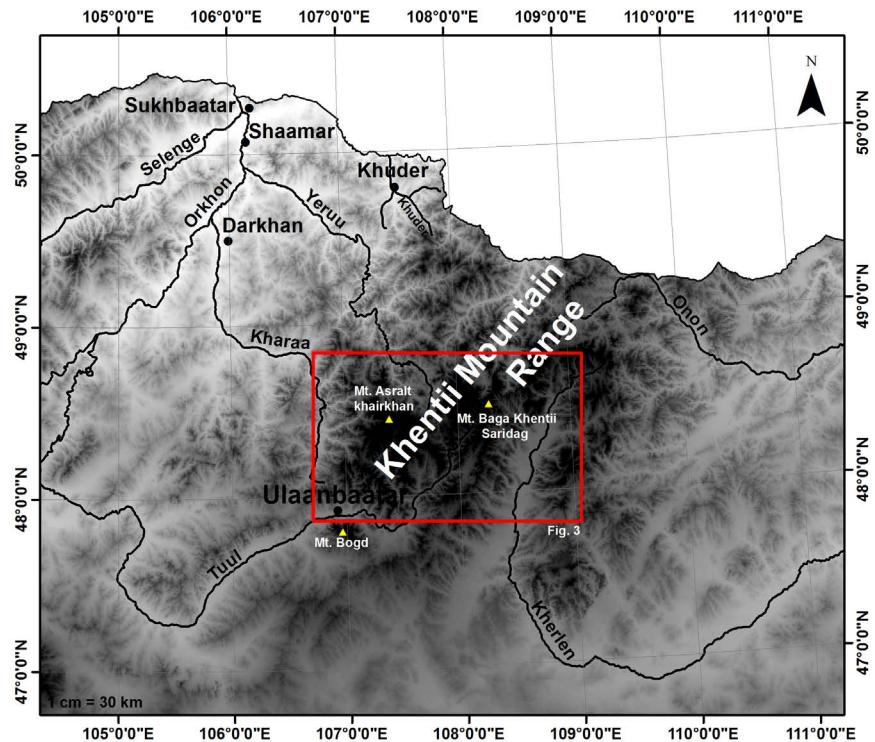 105°0'0"E 106°0'0"E 107°0'0"E 108°0'0"E 109°0'0"E 110°0'0"E 111°0'0"E
N
50°0'0"N
50°0'0"N
Sukhbaatar
Shaamar
Selenge
Khuder
Khuder
Orkhon
Yeruu
Darkhan
49°0'0"N
49°0'0"N
Onon
Kharaa
Khentii Mountain
Range
Mt. Asralt
khairkhan
Mt. Baga Khentii
Saridag
48°0'0"N
48°0'0"N
Ulaanbaatar
Fig. 3
Mt. Bogd
Tuul
Kherlen
47°0'0"N
47°0'0"N
1 cm = 30 km
105°0'0"E 106°0'0"E 107°0'0"E 108°0'0"E 109°0'0"E 110°0'0"E 111°0'0"E